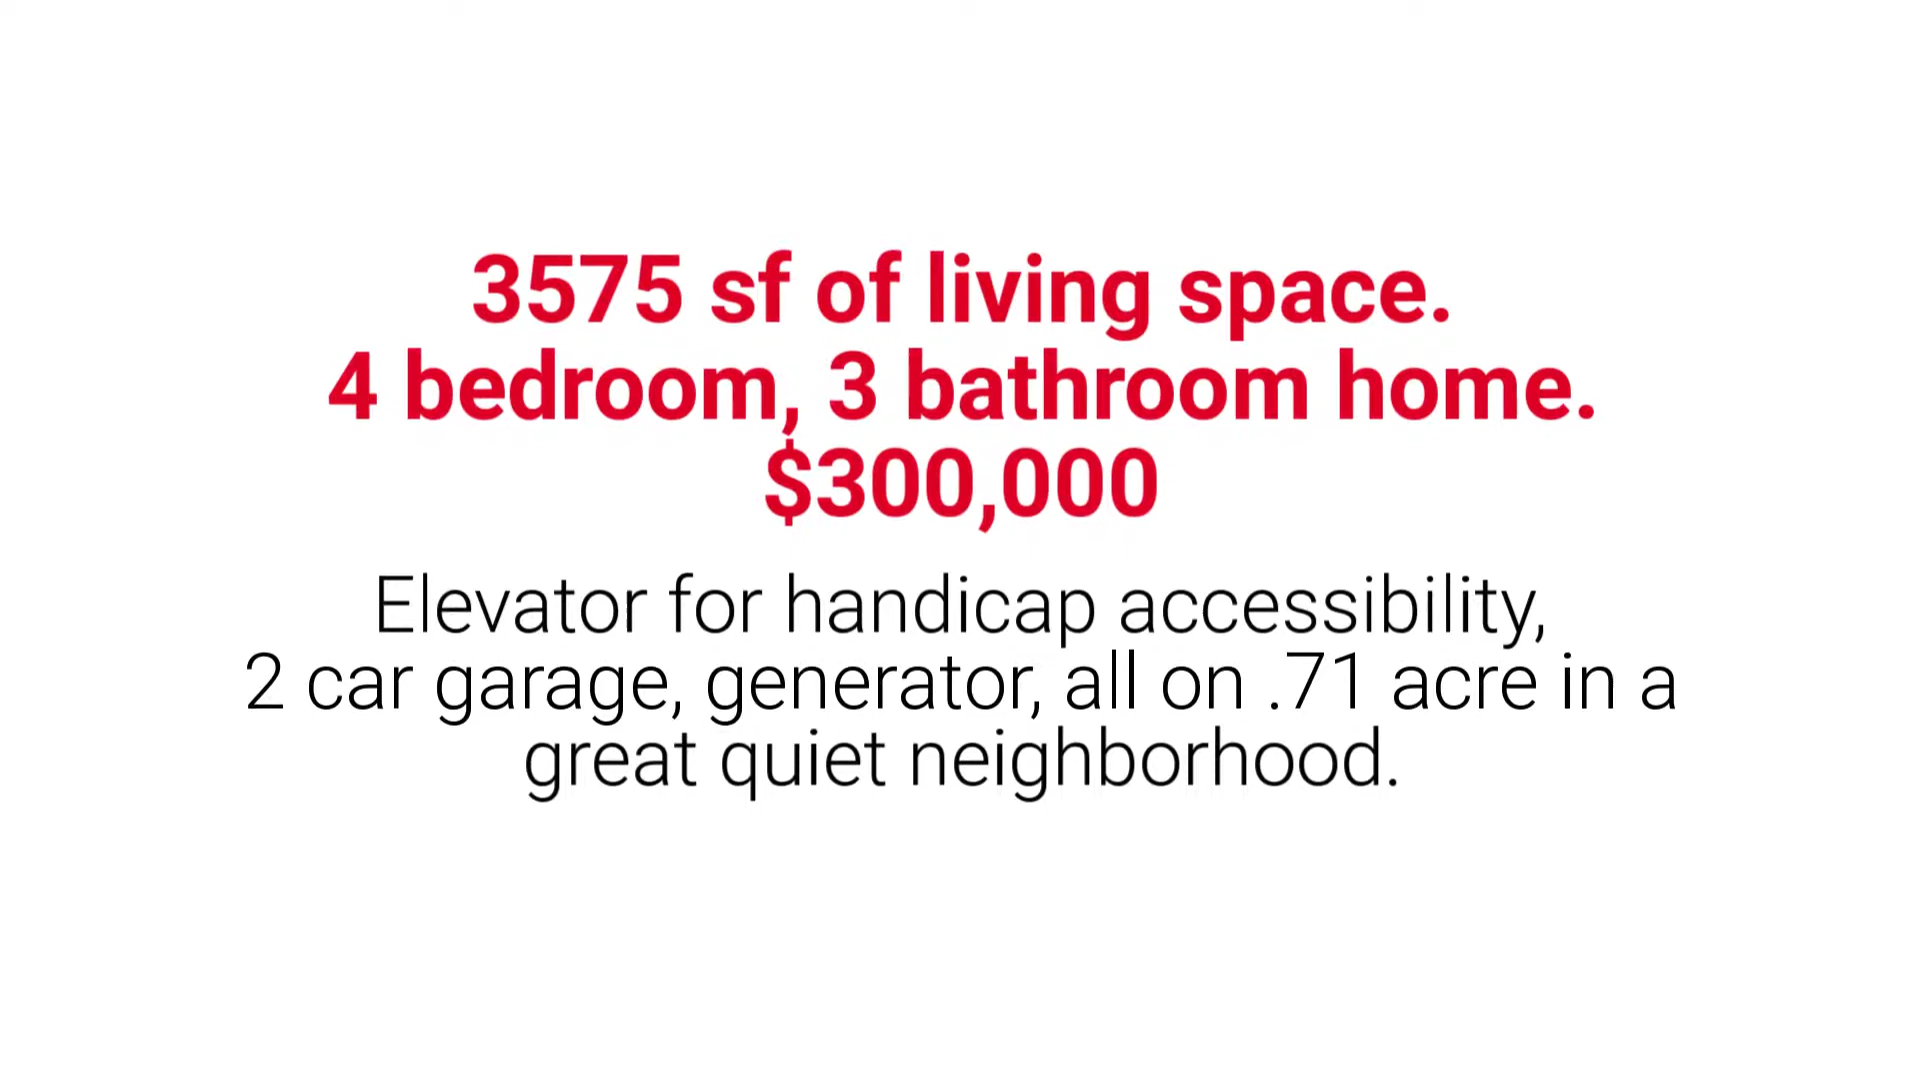 3575 sf of living space.
4 bedroom, 3 bathroom home.
$300,000
Elevator for handicap accessibility,
2 car garage, generator, all on .71 acre in a
great quiet neighborhood.